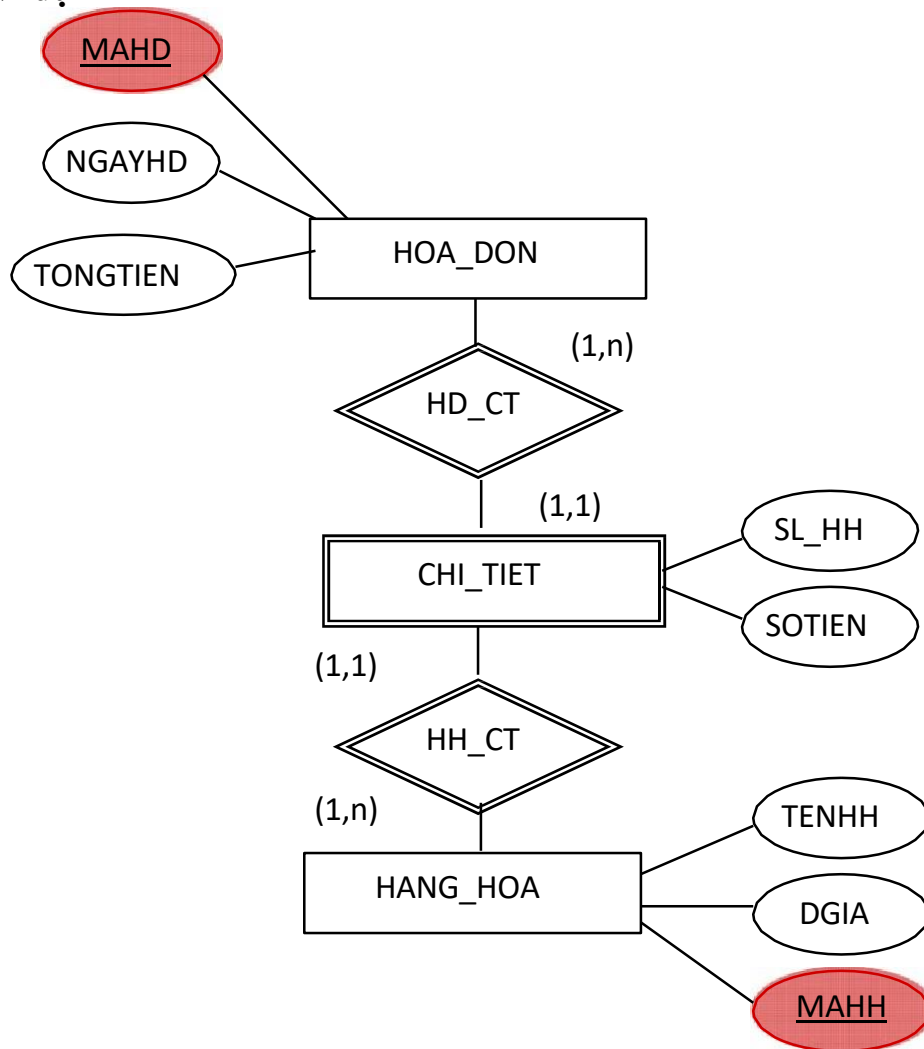 MAHD
NGAYHD
TONGTIEN
HOA_DON
(1,n)
HD_CT
(1,1)
SL_HH
CHI_TIET
SOTIEN
(1,1)
HH_CT
(1,n)
TENHH
HANG_HOA
DGIA
MAHH